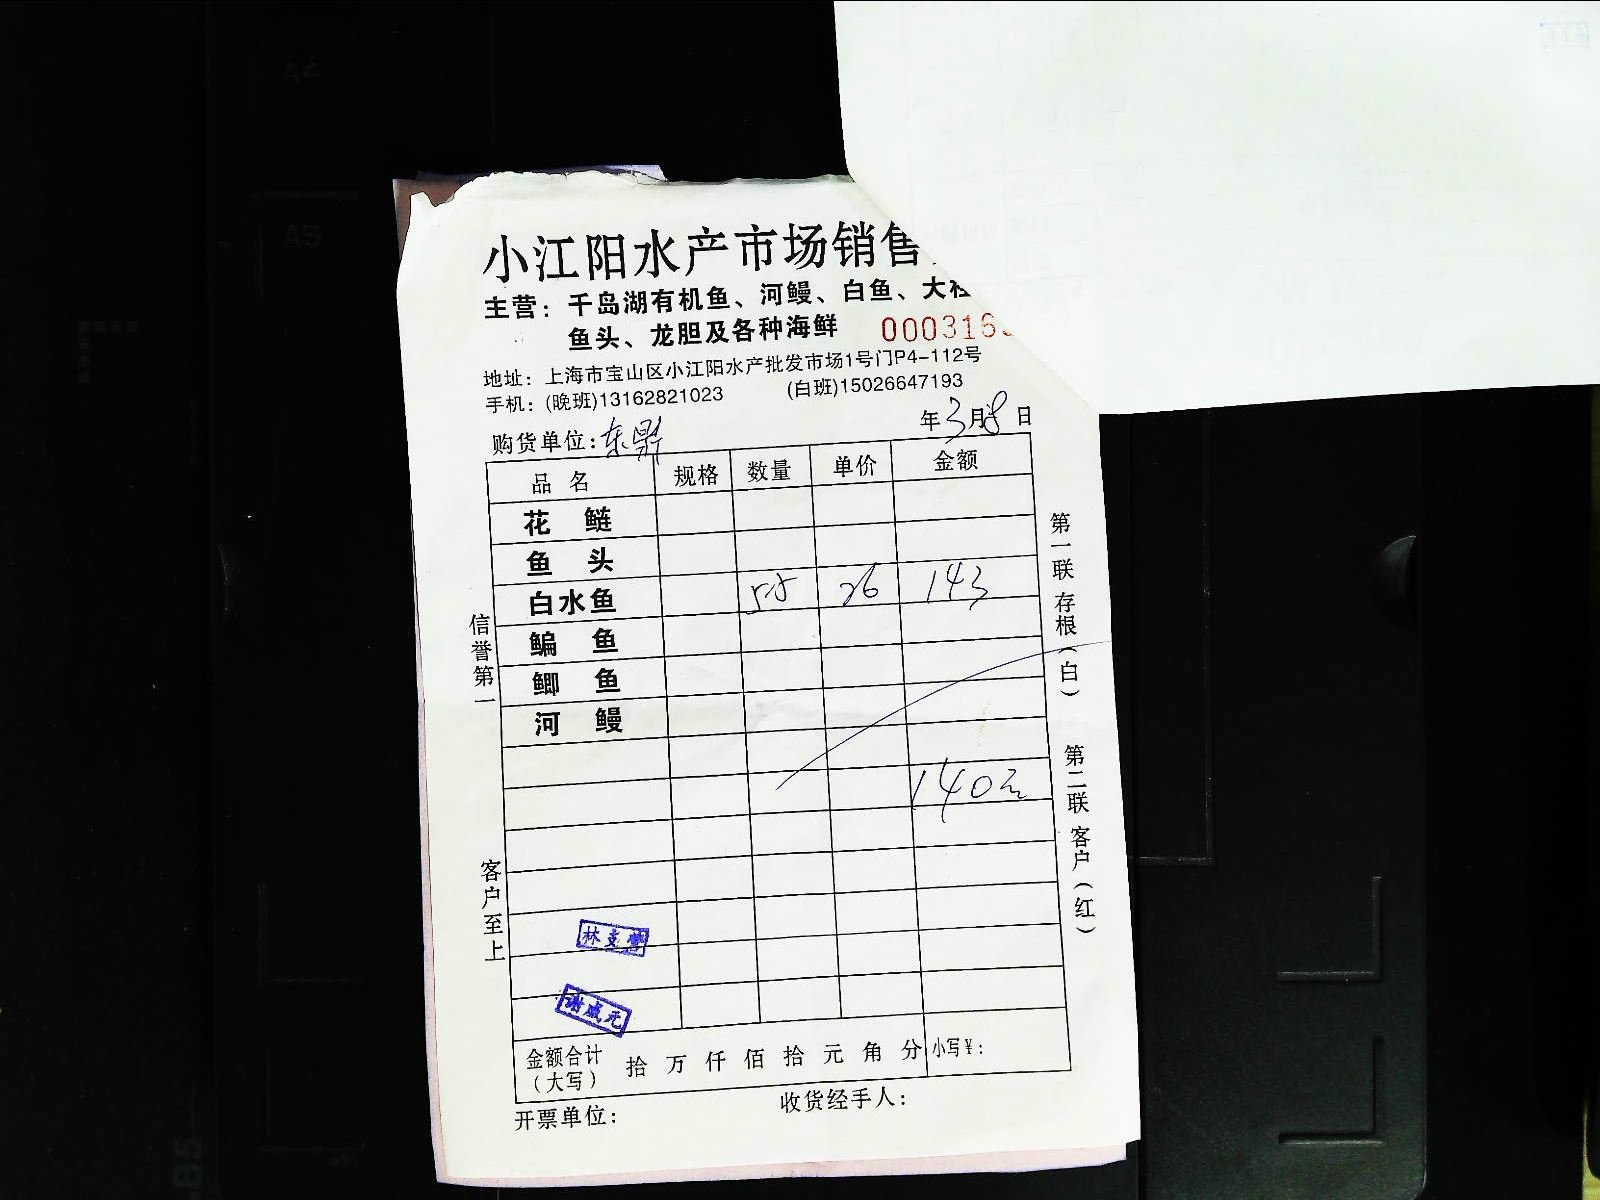 小江阳水产市场销售
主营：千岛湖有机鱼、河鳗、白鱼、大
鱼头、龙胆及各种海鲜 000316
地址：上海市宝山区小江阳水产批发市场1号门P4-112号
手机：(晚班)13162821023 (白班)15026647193
年3月8日
购货单位：东鼎
品名 规格 数量 单价 金额
花鲢
鱼头
白水鱼 5.5 26 143
鳊鱼
鲫鱼
河鳗
140元
金额合计（大写） 拾 万 仟 佰 拾 元 角 分 小写¥：
开票单位： 收货经手人：
信誉第一
客户至上
第一联存根（白）
第二联客户（红）
A4
A5
B5